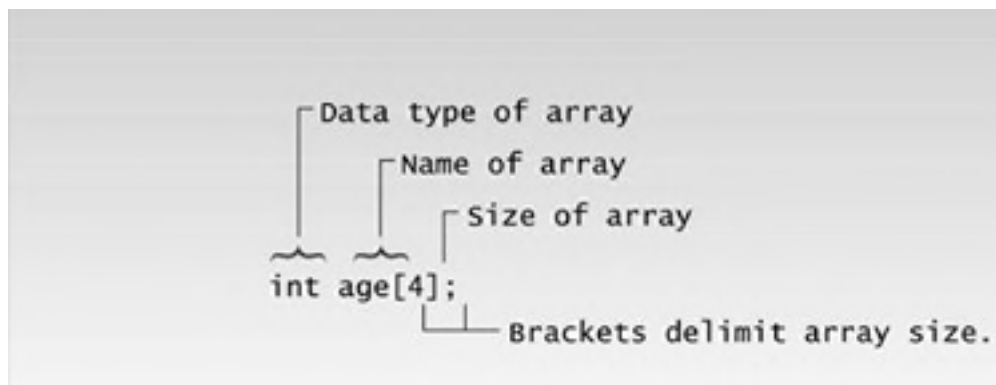 Data type of array
Name of array
Size of array
int age[4];
Brackets delimit array size.